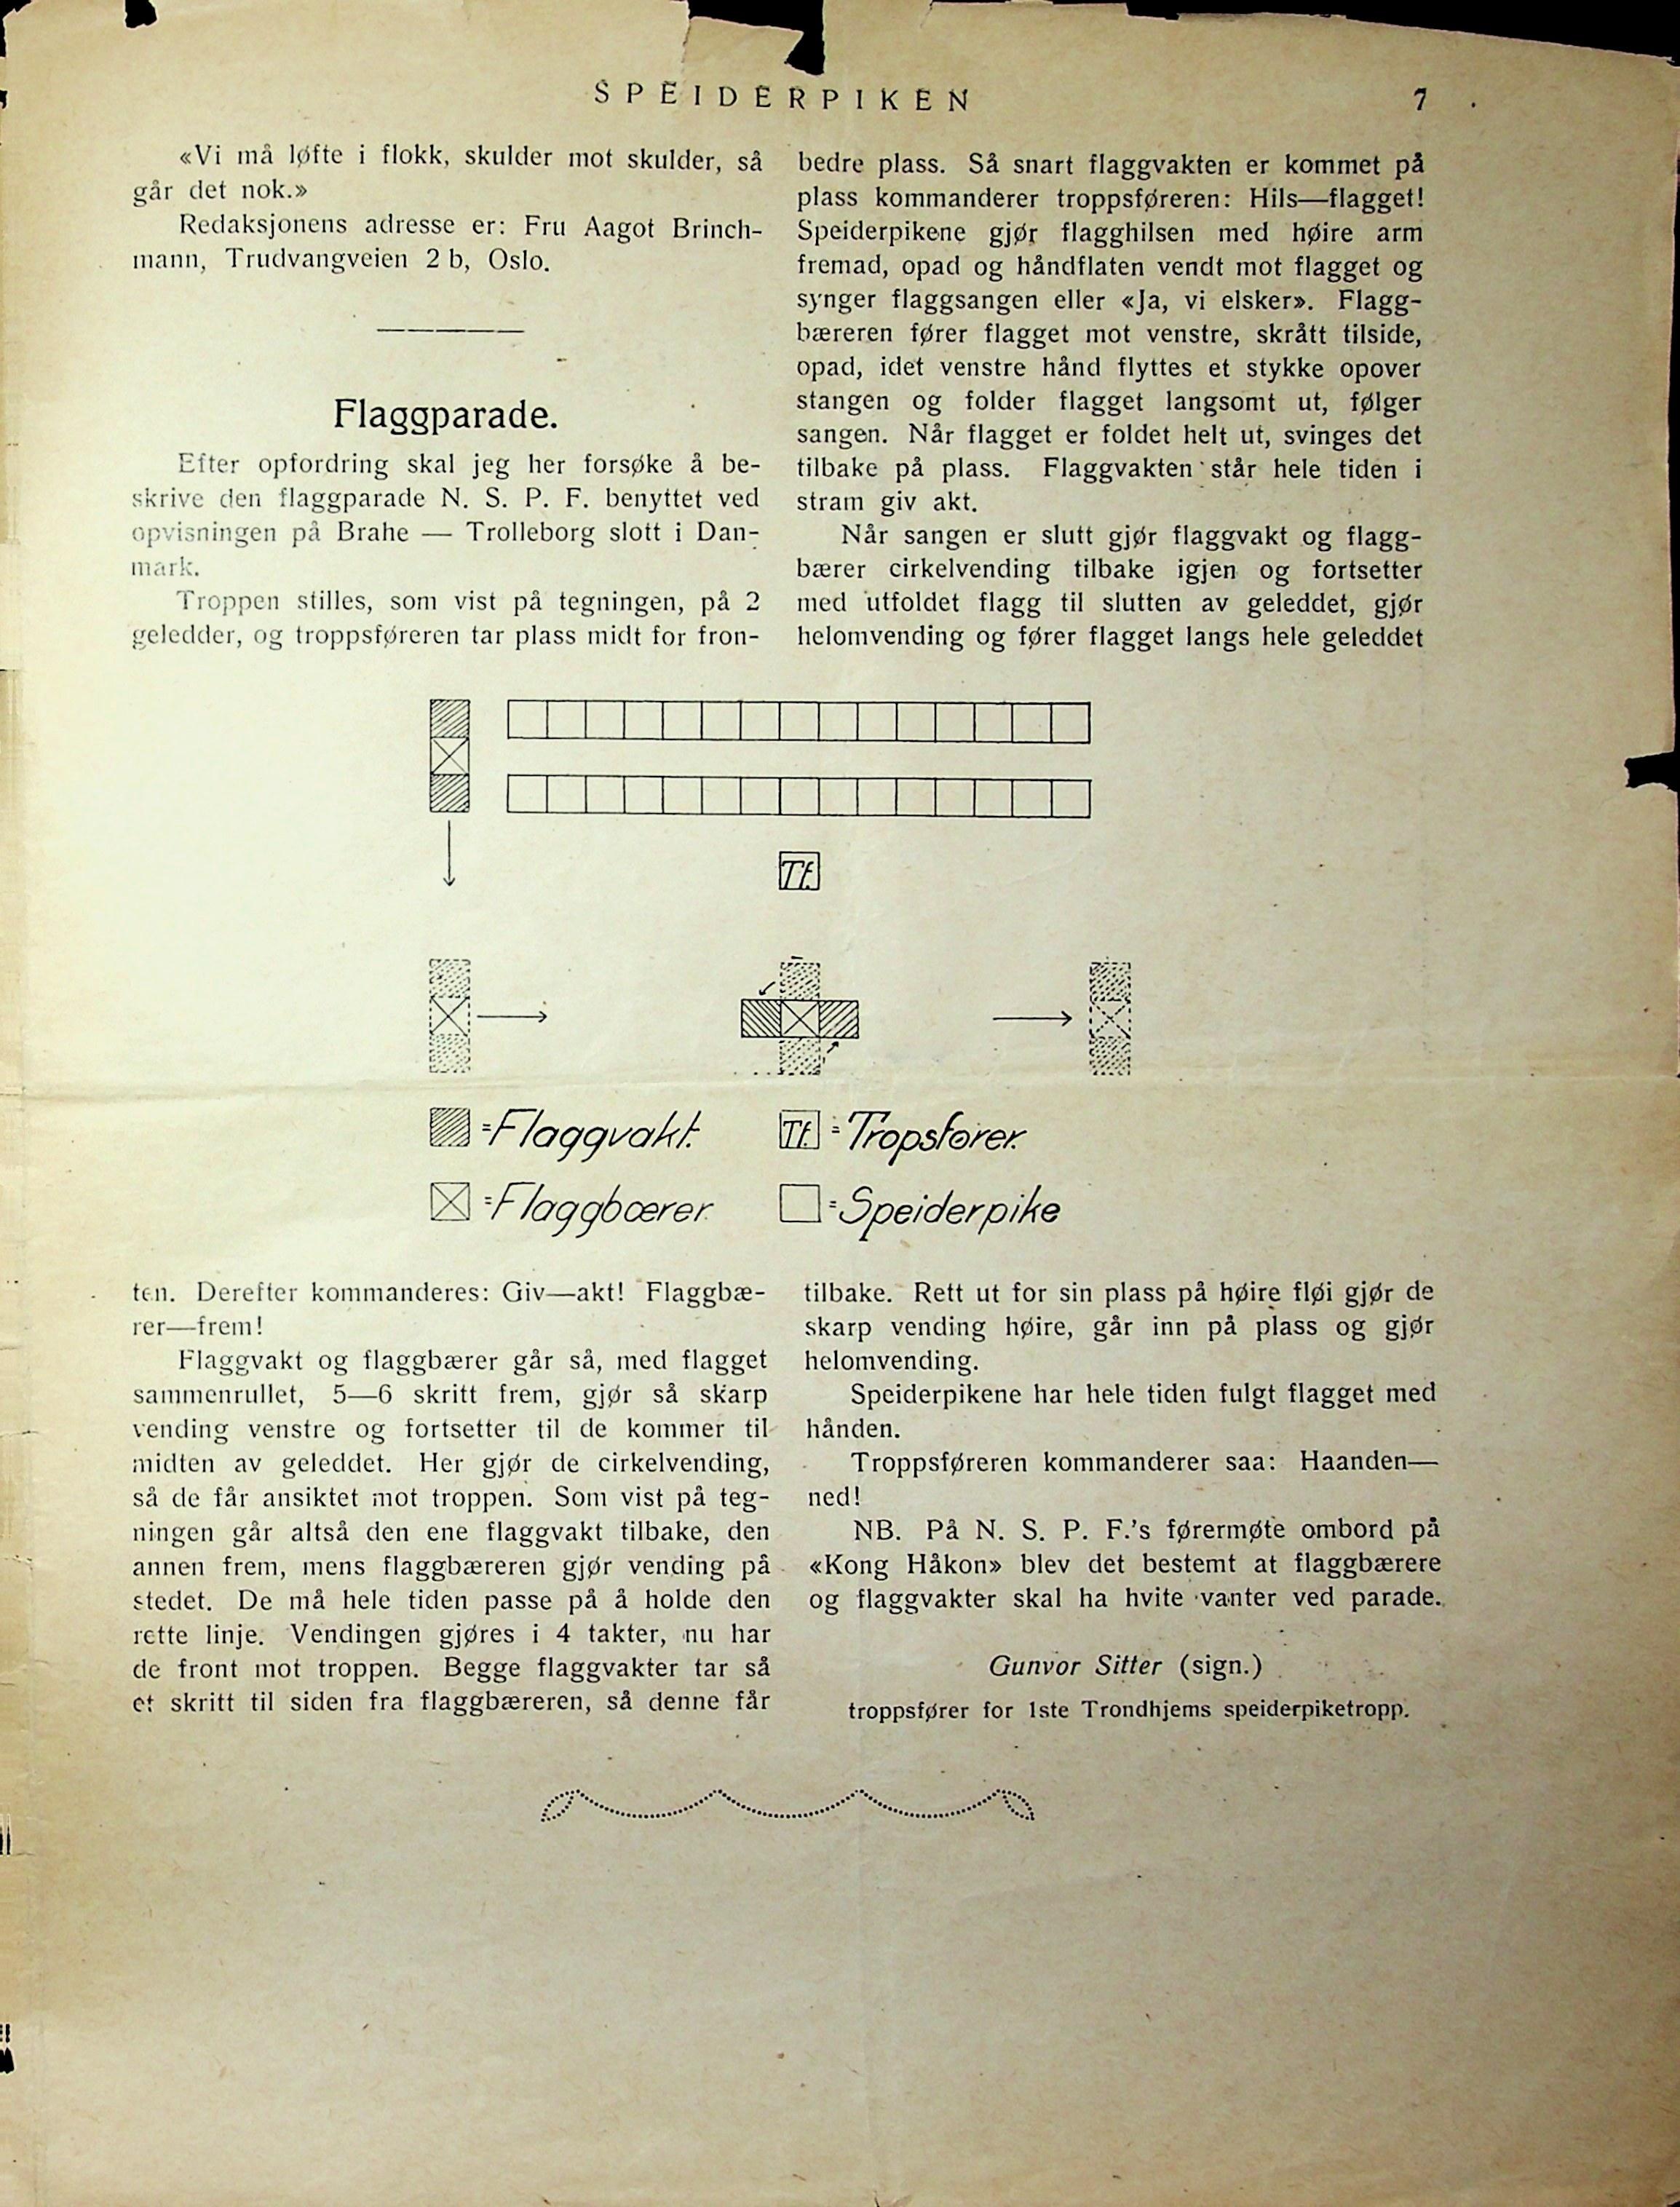 SPEIDERPIKEN
7
«Vi må løfte i flokk, skulder mot skulder, så
går det nok.»
Redaksjonens adresse er: Fru Aagot Brinch-
mann, Trudvangveien 2 b, Oslo.
Flaggparade.
Efter opfordring skal jeg her forsøke å be-
skrive den flaggparade N. S. P. F. benyttet ved
opvisningen på Brahe — Trolleborg slott i Dan-
mark.
Troppen stilles, som vist på tegningen, på 2
geledder, og troppsføreren tar plass midt for fron-
ten. Derefter kommanderes: Giv—akt! Flaggbæ-
rer—frem!
Flaggvakt og flaggbærer går så, med flagget
sammenrullet, 5—6 skritt frem, gjør så skarp
vending venstre og fortsetter til de kommer til
midten av geleddet. Her gjør de cirkelvending,
så de får ansiktet mot troppen. Som vist på teg-
ningen går altså den ene flaggvakt tilbake, den
annen frem, mens flaggbæreren gjør vending på
stedet. De må hele tiden passe på å holde den
rette linje. Vendingen gjøres i 4 takter, nu har
de front mot troppen. Begge flaggvakter tar så
et skritt til siden fra flaggbæreren, så denne får
bedre plass. Så snart flaggvakten er kommet på
plass kommanderer troppsføreren: Hils—flagget!
Speiderpikene gjør flagghilsen med høire arm
fremad, opad og håndflaten vendt mot flagget og
synger flaggsangen eller «Ja, vi elsker». Flagg-
bæreren fører flagget mot venstre, skrått tilside,
opad, idet venstre hånd flyttes et stykke opover
stangen og folder flagget langsomt ut, følger
sangen. Når flagget er foldet helt ut, svinges det
tilbake på plass. Flaggvakten står hele tiden i
stram giv akt.
Når sangen er slutt gjør flaggvakt og flagg-
bærer cirkelvending tilbake igjen og fortsetter
med utfoldet flagg til slutten av geleddet, gjør
helomvending og fører flagget langs hele geleddet
tilbake. Rett ut for sin plass på høire fløi gjør de
skarp vending høire, går inn på plass og gjør
helomvending.
Speiderpikene har hele tiden fulgt flagget med
hånden.
Troppsføreren kommanderer saa: Haanden—
ned!
NB. På N. S. P. F.'s førermøte ombord på
«Kong Håkon» blev det bestemt at flaggbærere
og flaggvakter skal ha hvite vanter ved parade.
Gunvor Sitter (sign.)
troppsfører for 1ste Trondhjems speiderpiketropp.
Tf.
=Flaggvakt.
Tf. = Tropsfører.
=Flaggbærer.
=Speiderpike